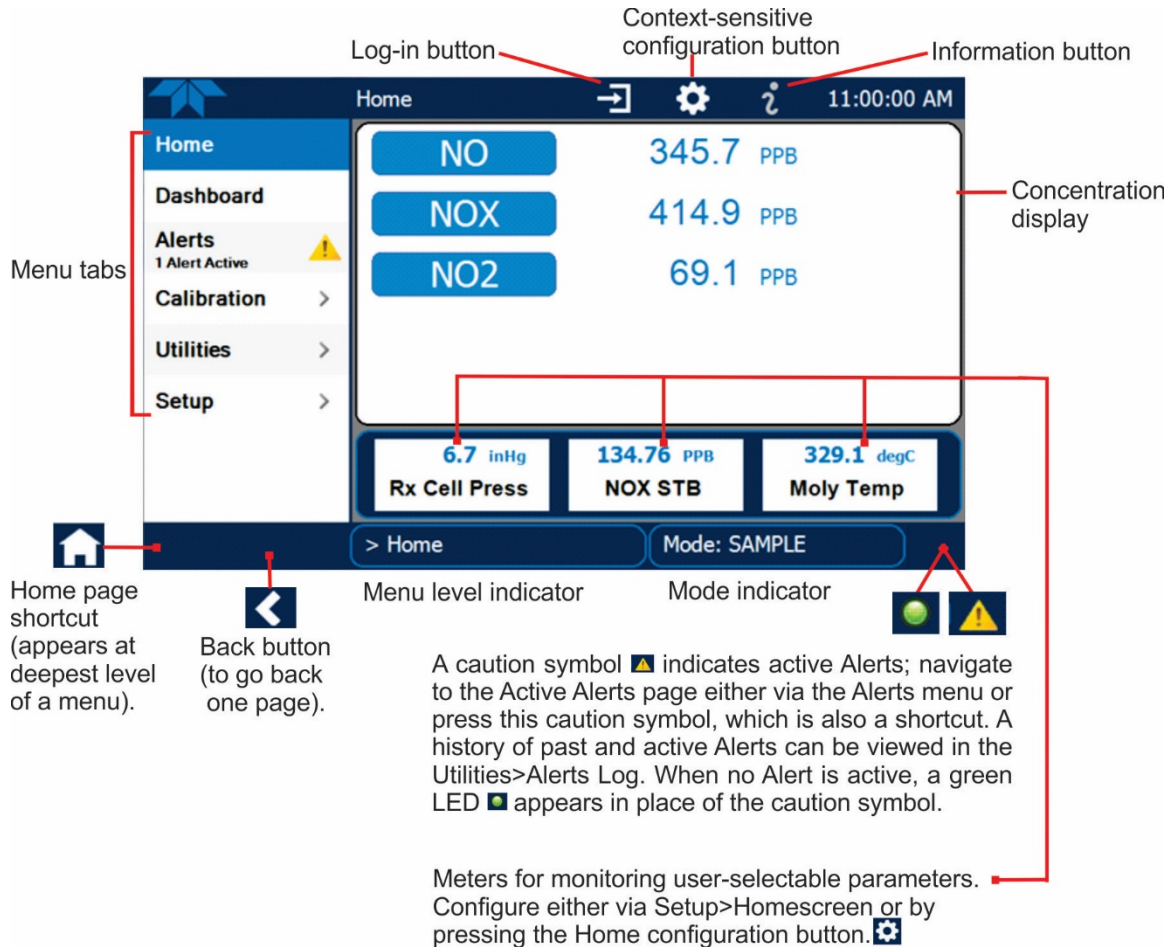 Context-sensitive
configuration button
Log-in button
Information button
Home
11:00:00 AM
Home
Dashboard
Alerts
1 Alert Active
Calibration >
Utilities >
Setup >
Menu tabs
NO 345.7 PPB
NOX 414.9 PPB
NO2 69.1 PPB
Concentration
display
6.7 inHg
Rx Cell Press
134.76 PPB
NOX STB
329.1 degC
Moly Temp
> Home
Mode: SAMPLE
Home page
shortcut
(appears at
deepest level
of a menu).
Back button
(to go back
one page).
Menu level indicator
Mode indicator
A caution symbol indicates active Alerts; navigate
to the Active Alerts page either via the Alerts menu or
press this caution symbol, which is also a shortcut. A
history of past and active Alerts can be viewed in the
Utilities>Alerts Log. When no Alert is active, a green
LED appears in place of the caution symbol.
Meters for monitoring user-selectable parameters.
Configure either via Setup>Homescreen or by
pressing the Home configuration button.